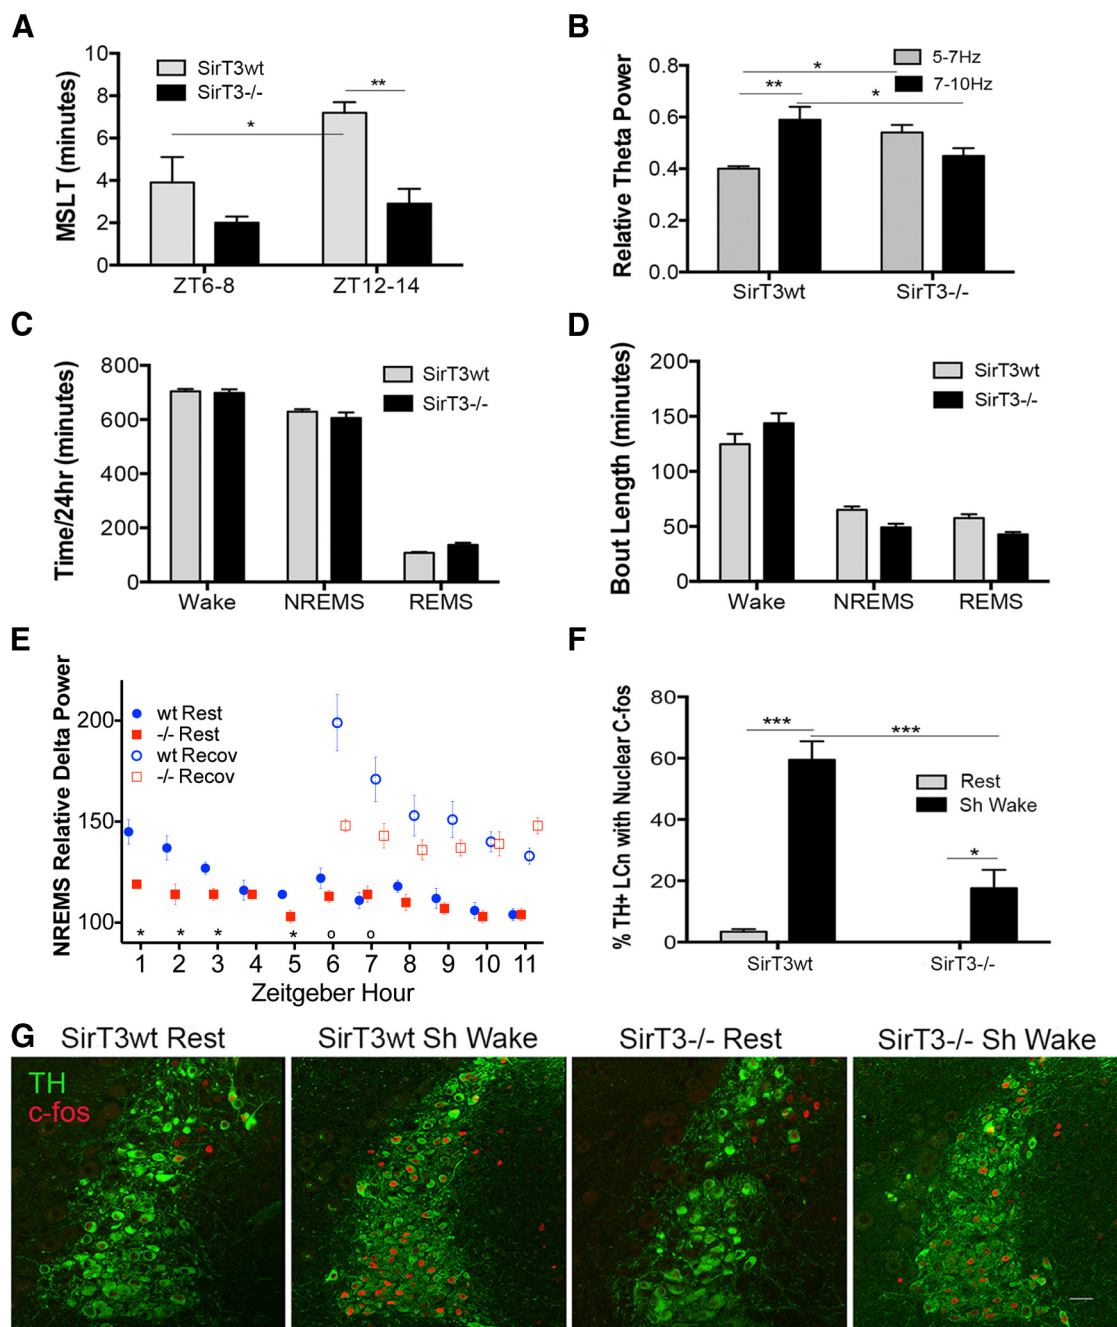 A
MSLT (minutes)
10
8
6
4
2
0
SirT3wt
SirT3-/-
*
**
ZT6-8
ZT12-14
B
Relative Theta Power
0.8
0.6
0.4
0.2
0.0
5-7Hz
7-10Hz
*
**
*
SirT3wt
SirT3-/-
C
Time/24hr (minutes)
800
600
400
200
0
SirT3wt
SirT3-/-
Wake
NREMS
REMS
D
Bout Length (minutes)
200
150
100
50
0
SirT3wt
SirT3-/-
Wake
NREMS
REMS
E
NREMS Relative Delta Power
200
150
100
wt Rest
-/- Rest
wt Recov
-/- Recov
* * * * o o
1 2 3 4 5 6 7 8 9 10 11
Zeitgeber Hour
F
% TH+ LCn with Nuclear C-fos
80
60
40
20
0
***
***
Rest
Sh Wake
*
SirT3wt
SirT3-/-
G
SirT3wt Rest
SirT3wt Sh Wake
SirT3-/- Rest
SirT3-/- Sh Wake
TH
c-fos